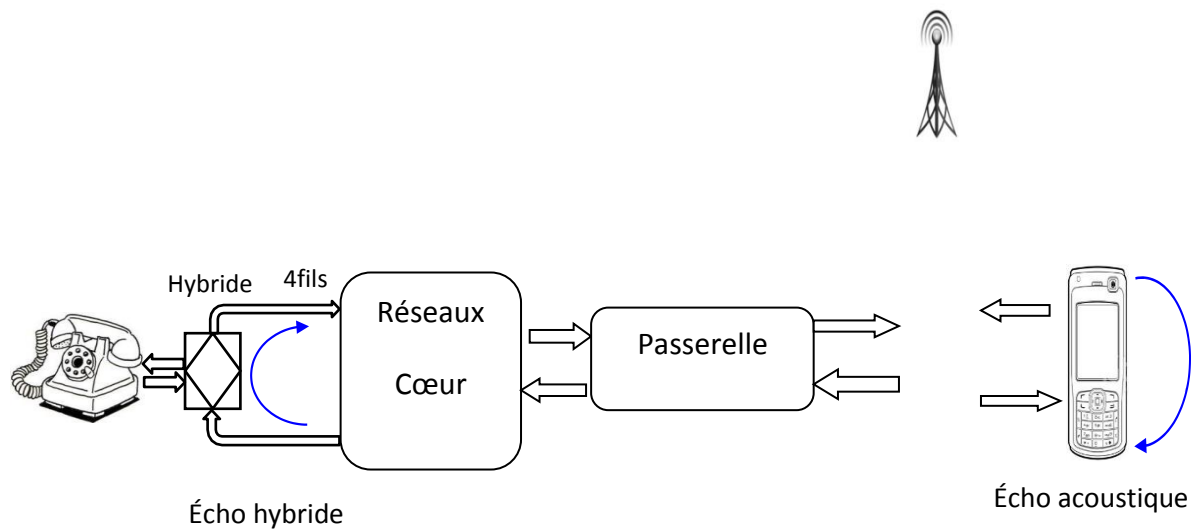 Hybride
4fils
Réseaux
Cœur
Passerelle
Écho hybride
Écho acoustique